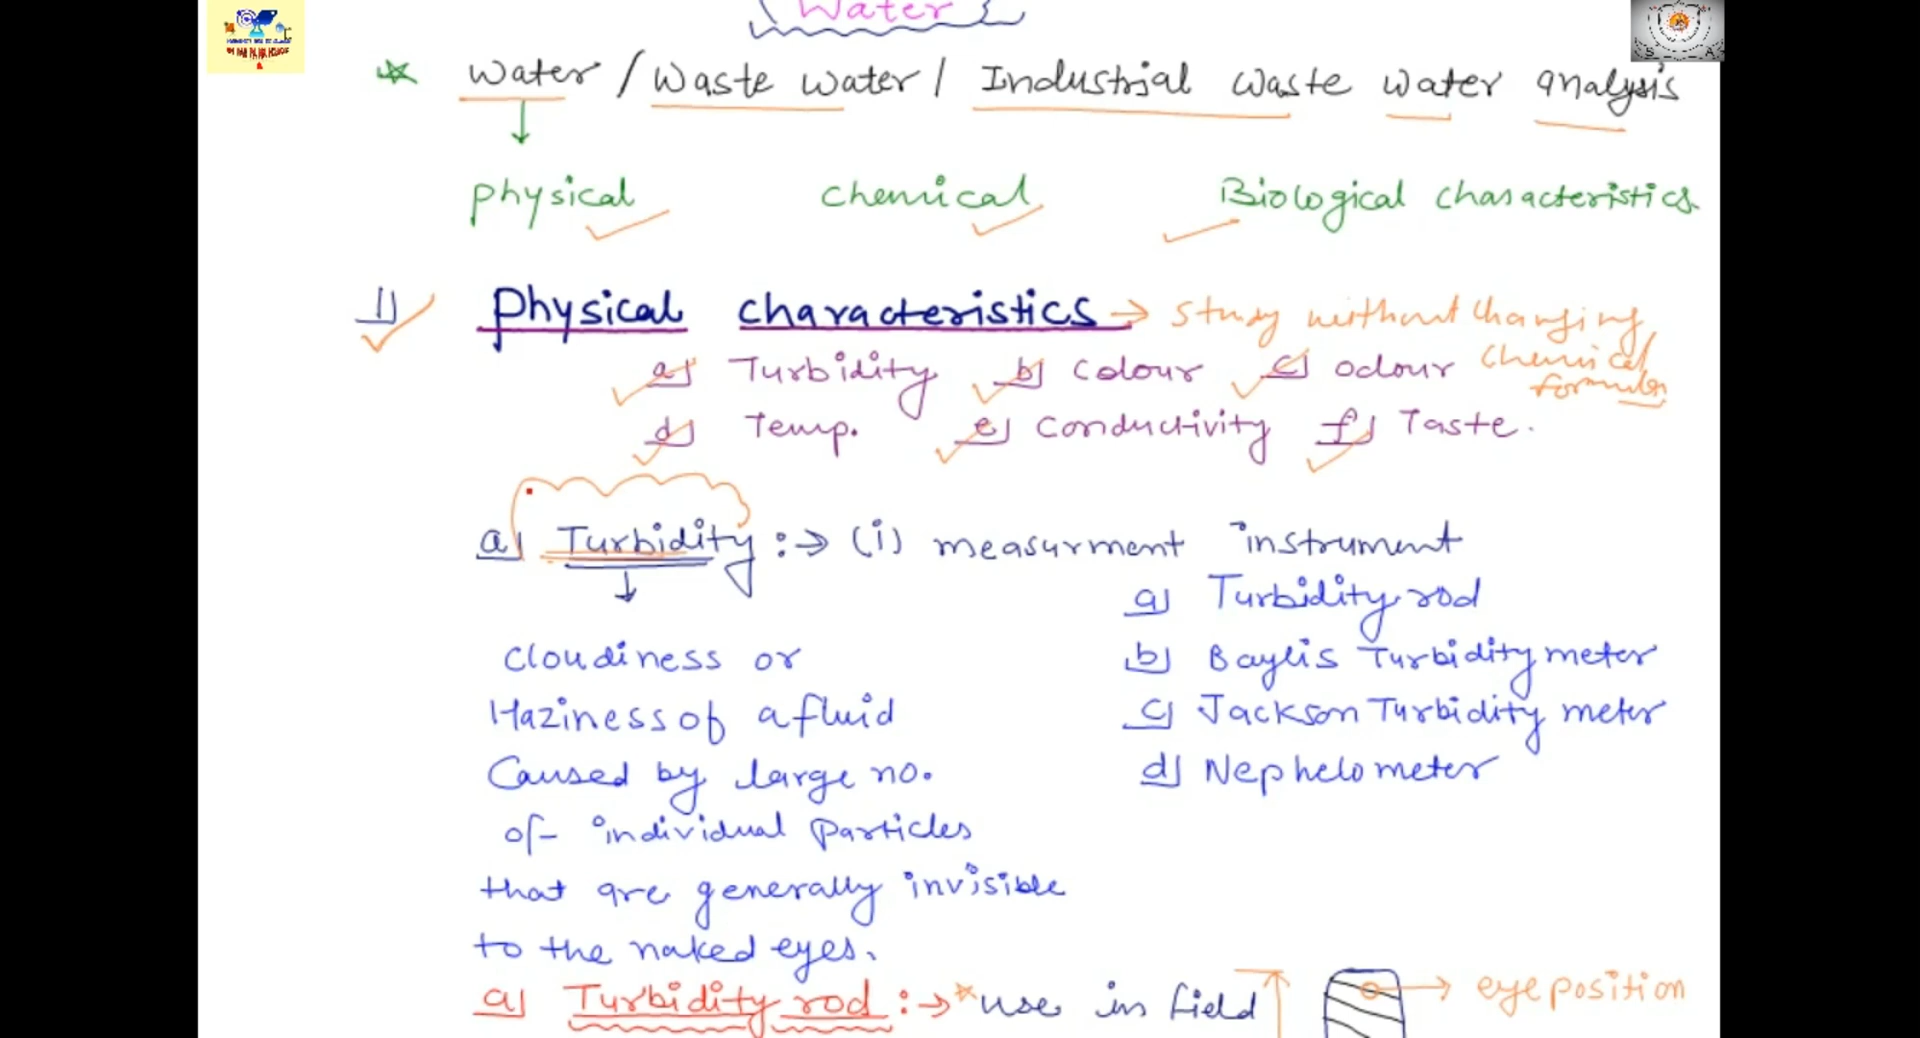 Water
Water / Waste water / Industrial waste water analysis
physical chemical Biological characteristics
1) Physical characteristics → study without changing
chemical
a) Turbidity b) colour c) odour
d) Temp. e) conductivity f) Taste.
a) Turbidity :→ (i) measurment instrument
a) Turbidity rod
cloudiness or
b) Baylis Turbidity meter
Haziness of a fluid
c) Jackson Turbidity meter
Caused by large no.
d) Nephelometer
of individual particles
that are generally invisible
to the naked eyes.
a) Turbidity rod :→ * use in field → eye position
S A